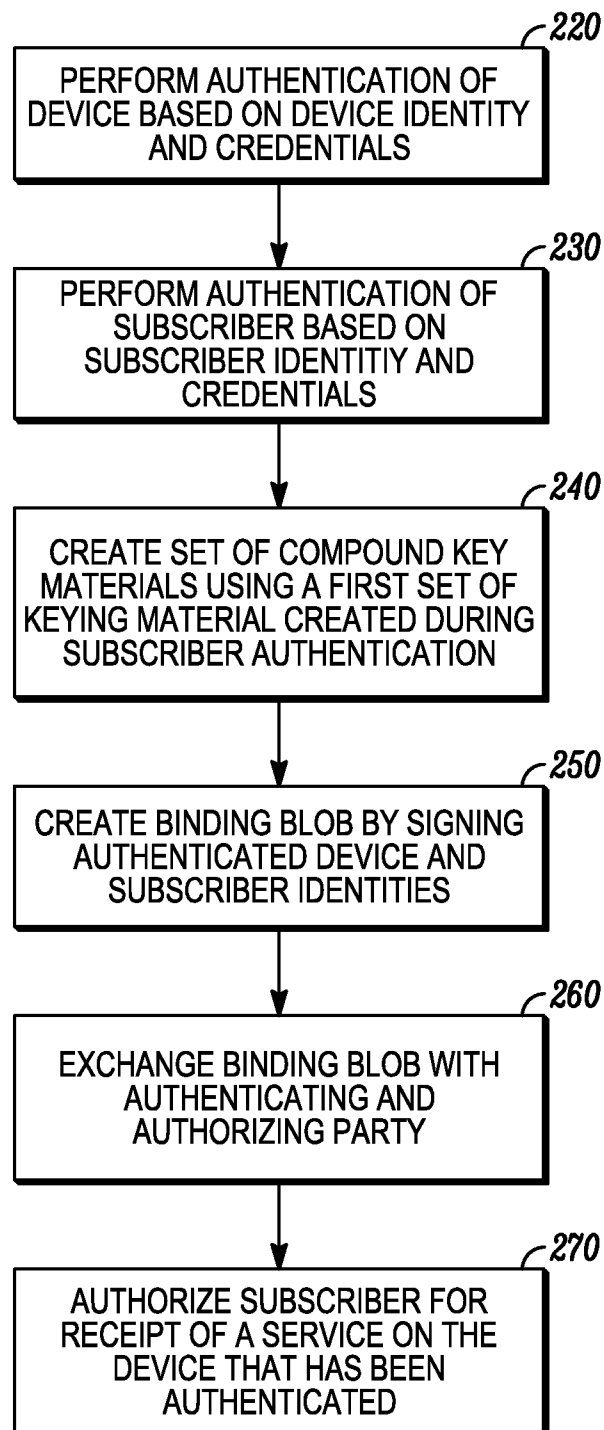 220
PERFORM AUTHENTICATION OF
DEVICE BASED ON DEVICE IDENTITY
AND CREDENTIALS
230
PERFORM AUTHENTICATION OF
SUBSCRIBER BASED ON
SUBSCRIBER IDENTITIY AND
CREDENTIALS
240
CREATE SET OF COMPOUND KEY
MATERIALS USING A FIRST SET OF
KEYING MATERIAL CREATED DURING
SUBSCRIBER AUTHENTICATION
250
CREATE BINDING BLOB BY SIGNING
AUTHENTICATED DEVICE AND
SUBSCRIBER IDENTITIES
260
EXCHANGE BINDING BLOB WITH
AUTHENTICATING AND
AUTHORIZING PARTY
270
AUTHORIZE SUBSCRIBER FOR
RECEIPT OF A SERVICE ON THE
DEVICE THAT HAS BEEN
AUTHENTICATED